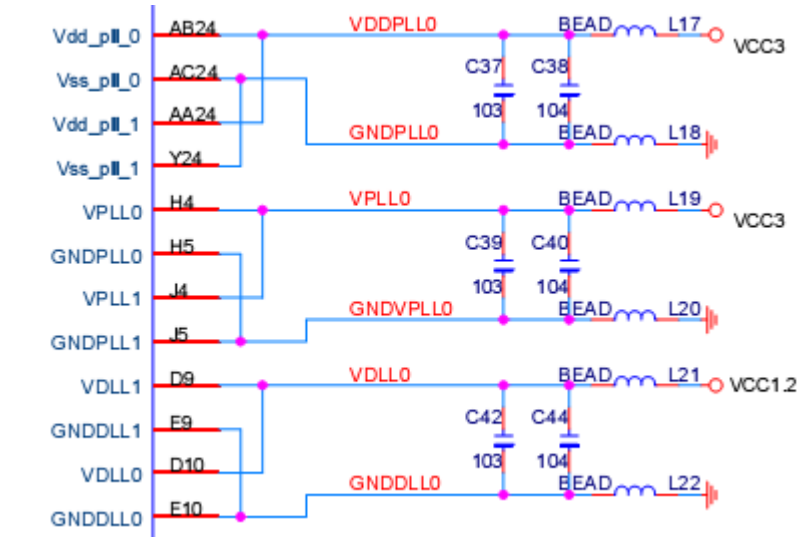 Vdd_pll_0 AB24 VDDPLL0 BEAD L17 VCC3
C37 C38
Vss_pll_0 AC24
103 104
Vdd_pll_1 AA24
GNDPLL0 BEAD L18
Vss_pll_1 Y24
VPLL0 H4 VPLL0 BEAD L19 VCC3
C39 C40
GNDPLL0 H5
103 104
VPLL1 J4
GNDVPLL0 BEAD L20
GNDPLL1 J5
VDLL1 D9 VDLL0 BEAD L21 VCC1.2
C42 C44
GNDDLL1 E9
103 104
VDLL0 D10
GNDDLL0 BEAD L22
GNDDLL0 E10